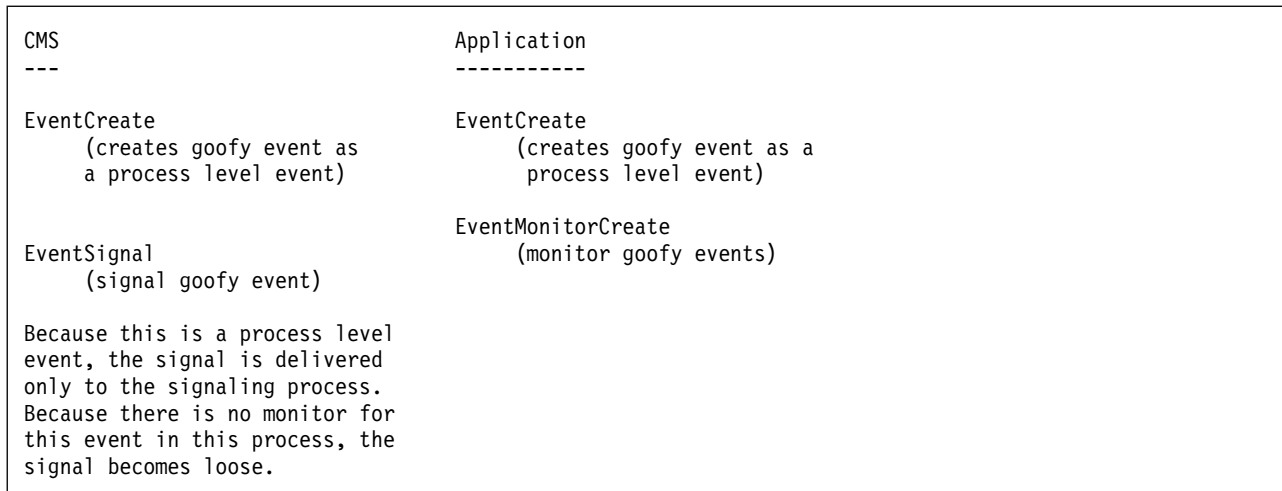 CMS Application
--- -----------
EventCreate EventCreate
(creates goofy event as (creates goofy event as a
a process level event) process level event)
EventMonitorCreate
EventSignal (monitor goofy events)
(signal goofy event)
Because this is a process level
event, the signal is delivered
only to the signaling process.
Because there is no monitor for
this event in this process, the
signal becomes loose.